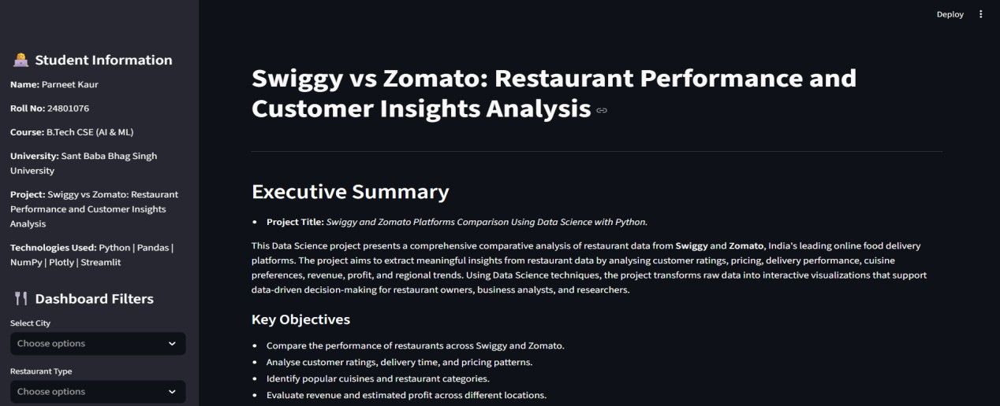 Deploy
Student Information
Name: Parneet Kaur
Roll No: 24801076
Course: B.Tech CSE (AI & ML)
University: Sant Baba Bhag Singh
University
Project: Swiggy vs Zomato: Restaurant
Performance and Customer Insights
Analysis
Technologies Used: Python | Pandas |
NumPy | Plotly | Streamlit
Dashboard Filters
Select City
Choose options
Restaurant Type
Choose options
Swiggy vs Zomato: Restaurant Performance and
Customer Insights Analysis
Executive Summary
• Project Title: Swiggy and Zomato Platforms Comparison Using Data Science with Python.
This Data Science project presents a comprehensive comparative analysis of restaurant data from Swiggy and Zomato, India's leading online food delivery
platforms. The project aims to extract meaningful insights from restaurant data by analysing customer ratings, pricing, delivery performance, cuisine
preferences, revenue, profit, and regional trends. Using Data Science techniques, the project transforms raw data into interactive visualizations that support
data-driven decision-making for restaurant owners, business analysts, and researchers.
Key Objectives
• Compare the performance of restaurants across Swiggy and Zomato.
• Analyse customer ratings, delivery time, and pricing patterns.
• Identify popular cuisines and restaurant categories.
• Evaluate revenue and estimated profit across different locations.